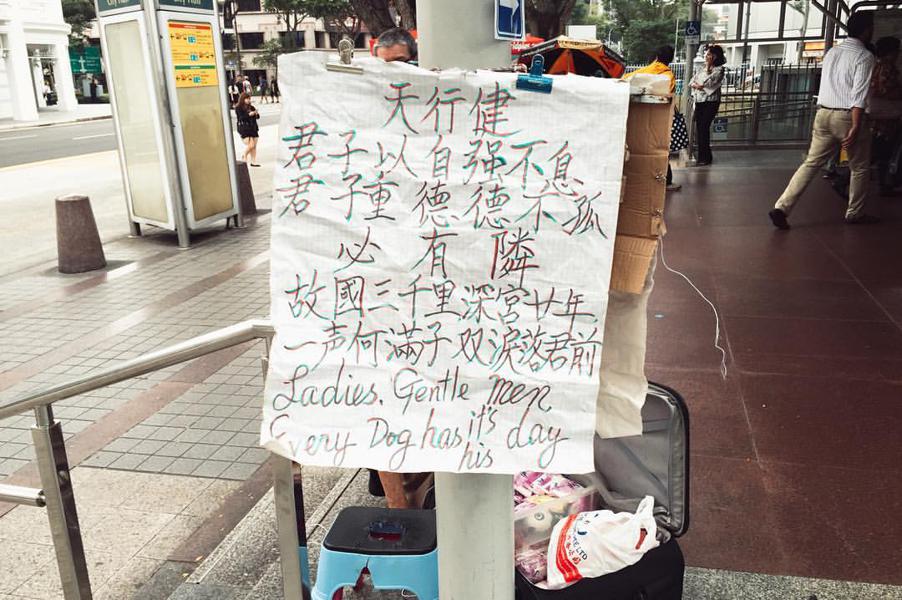 天行健
君子以自强不息
君子重德德不孤
必有隣
故國三千里深宮廿年
一声何滿子双淚落君前
Ladies. Gentle men
Every Dog has it's day
his